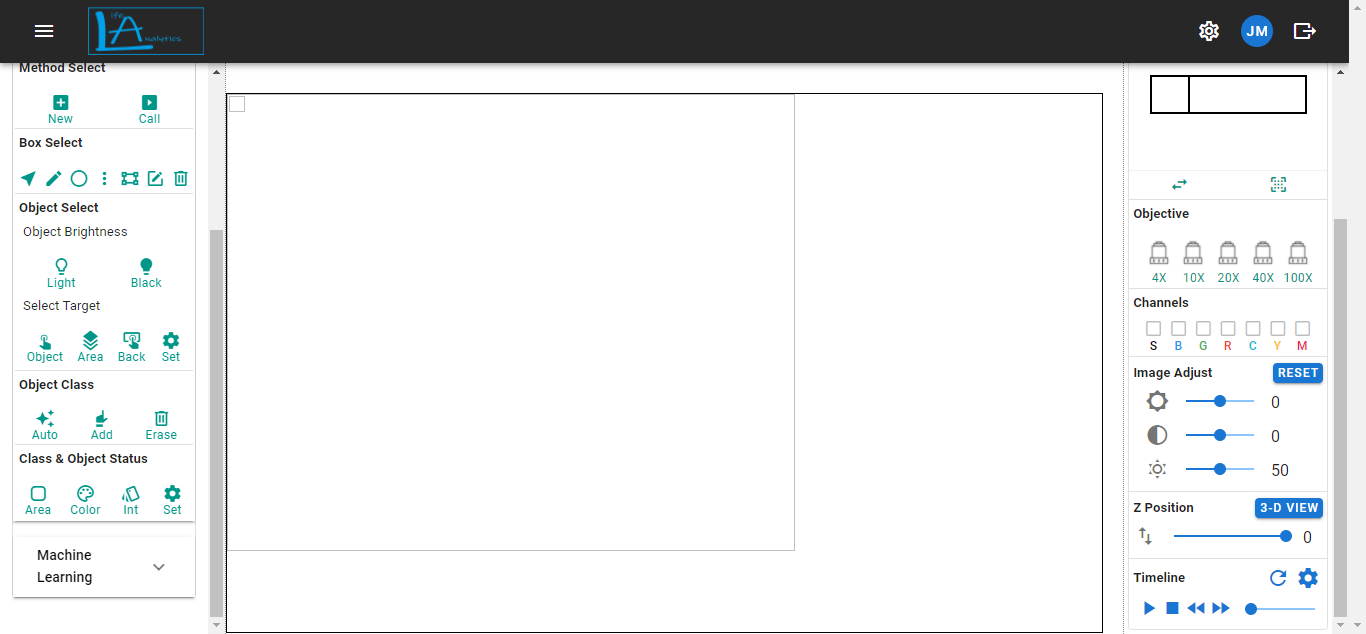 Life
Analytics
JM
Method Select
New Call
Box Select
Object Select
Object Brightness
Light Black
Select Target
Object Area Back Set
Object Class
Auto Add Erase
Class & Object Status
Area Color Int Set
Machine
Learning
Objective
4X 10X 20X 40X 100X
Channels
S B G R C Y M
Image Adjust RESET
0
0
50
Z Position 3-D VIEW
0
Timeline